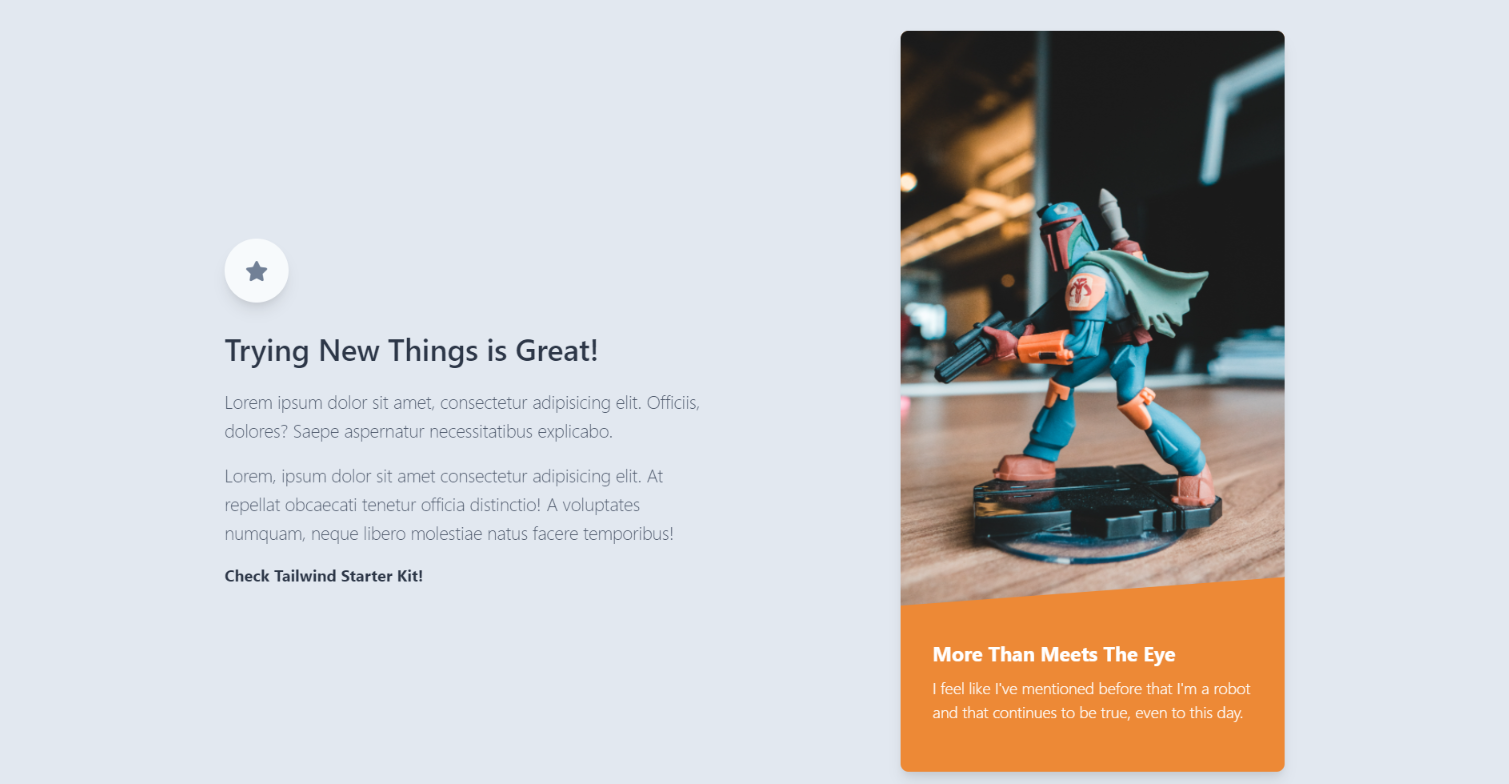 Trying New Things is Great!
Lorem ipsum dolor sit amet, consectetur adipisicing elit. Officiis,
dolores? Saepe aspernatur necessitatibus explicabo.
Lorem, ipsum dolor sit amet consectetur adipisicing elit. At
repellat obcaecati tenetur officia distinctio! A voluptates
numquam, neque libero molestiae natus facere temporibus!
Check Tailwind Starter Kit!
More Than Meets The Eye
I feel like I've mentioned before that I'm a robot
and that continues to be true, even to this day.